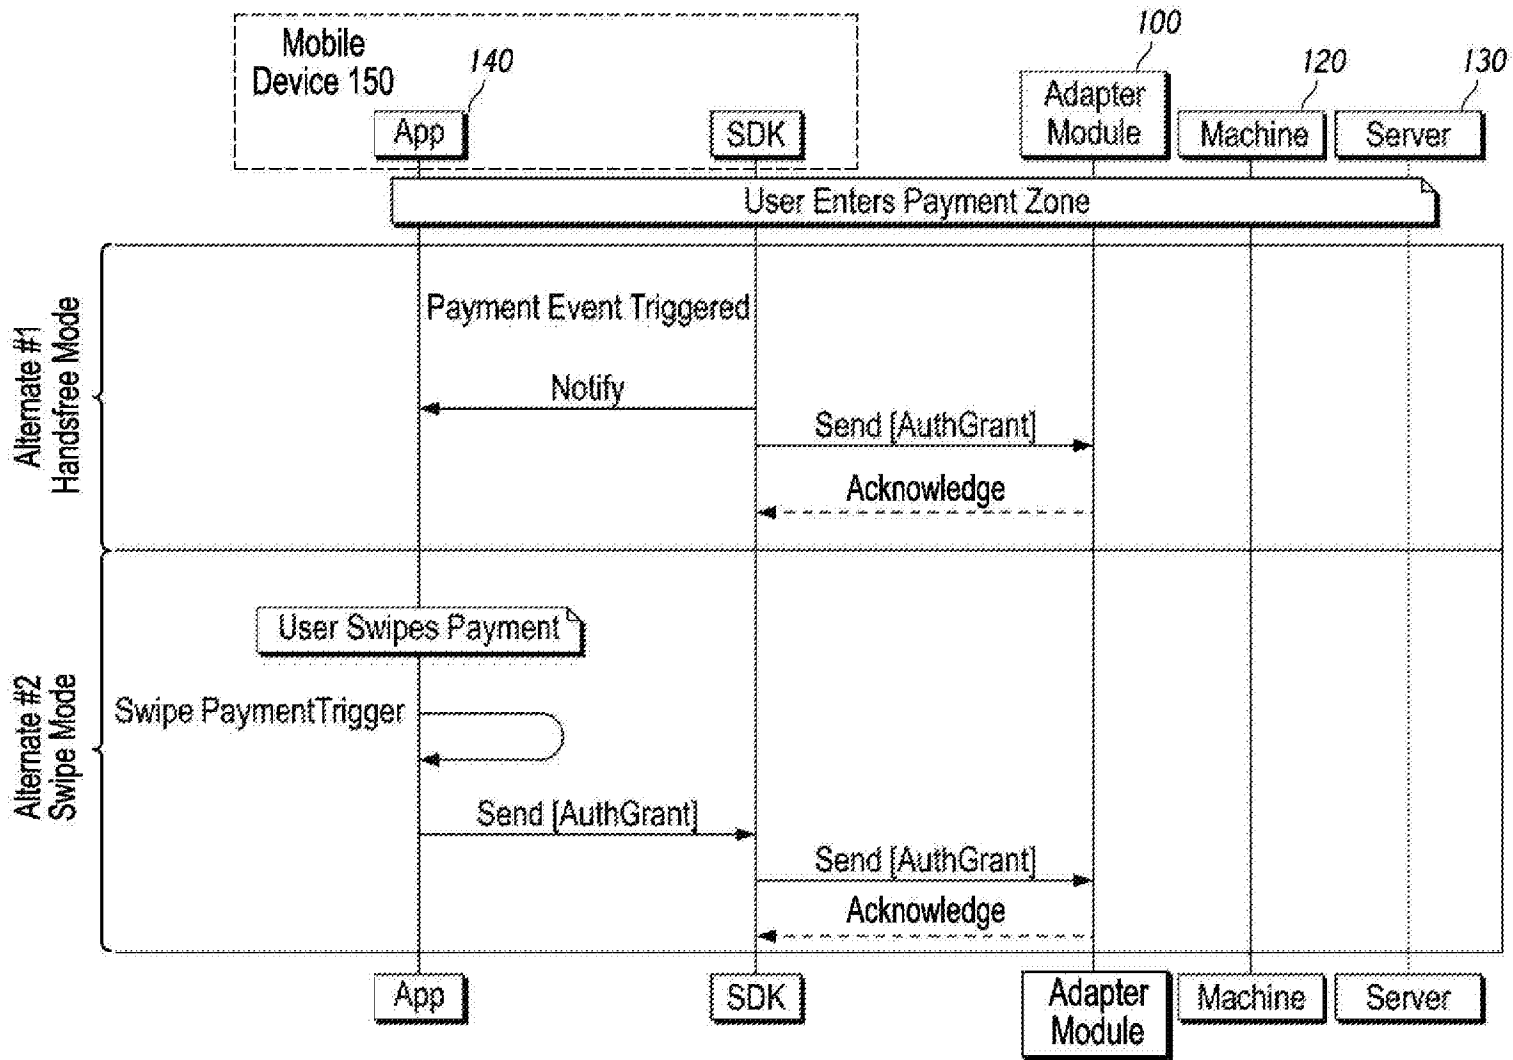 Mobile
Device 150
140
100
120
130
App
SDK
Adapter
Module
Machine
Server
User Enters Payment Zone
Alternate #1
Handsfree Mode
Payment Event Triggered
Notify
Send [AuthGrant]
Acknowledge
Alternate #2
Swipe Mode
User Swipes Payment
Swipe PaymentTrigger
Send [AuthGrant]
Send [AuthGrant]
Acknowledge
App
SDK
Adapter
Module
Machine
Server